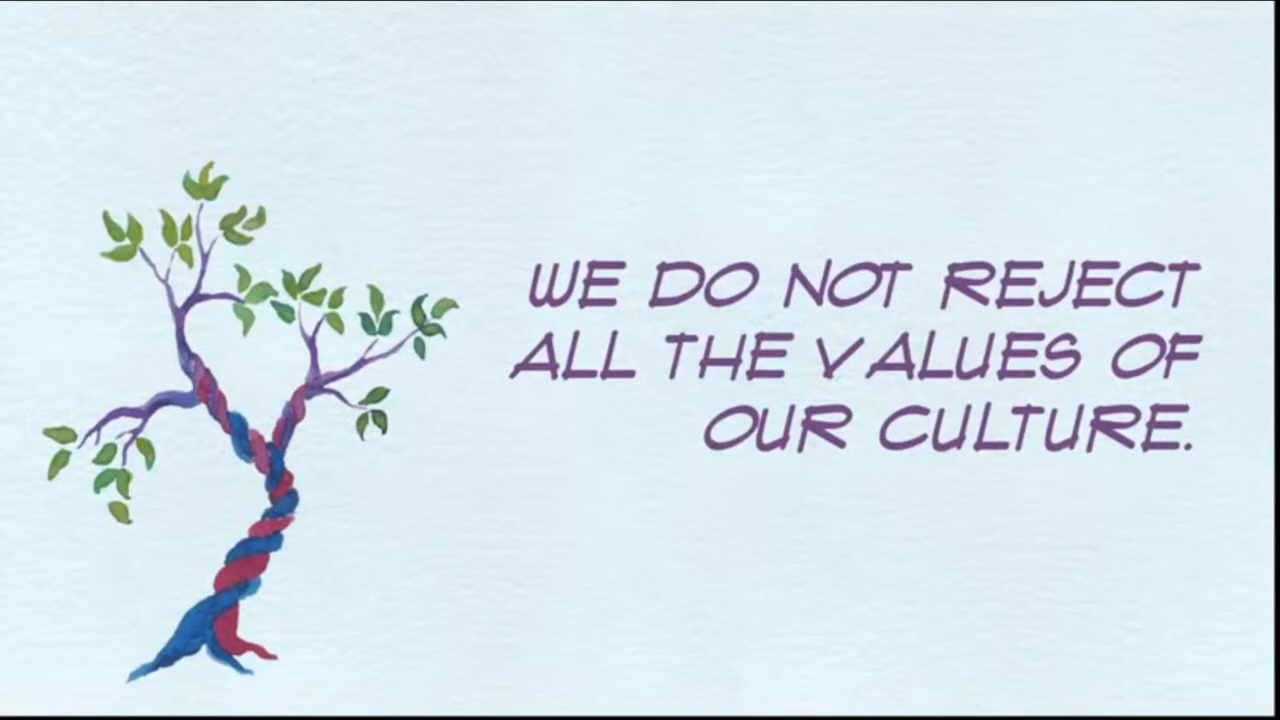 WE DO NOT REJECT
ALL THE VALUES OF
OUR CULTURE.